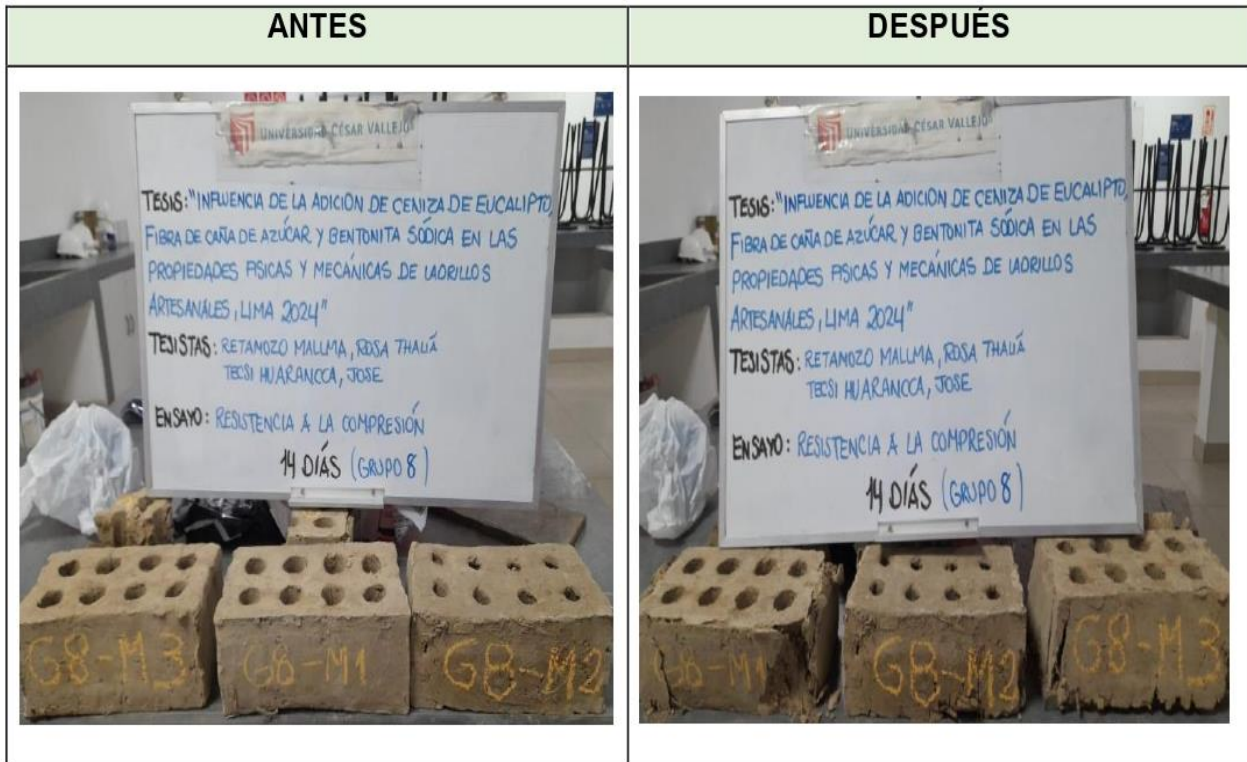 ANTES
DESPUÉS
UNIVERSIDAD CÉSAR VALLEJO
TESIS: "INFLUENCIA DE LA ADICIÓN DE CENIZA DE EUCALIPTO,
FIBRA DE CAÑA DE AZÚCAR Y BENTONITA SÓDICA EN LAS
PROPIEDADES FISICAS Y MECÁNICAS DE LADRILLOS
ARTESANALES, LIMA 2024"
TESISTAS: RETAMOZO MALLMA, ROSA THALIÁ
TECSI HUARANCCA, JOSE
ENSAYO: RESISTENCIA A LA COMPRESIÓN
14 DÍAS (GRUPO 8)
G8-M3
G8-M1
G8-M2
UNIVERSIDAD CÉSAR VALLEJO
TESIS: "INFLUENCIA DE LA ADICIÓN DE CENIZA DE EUCALIPTO,
FIBRA DE CAÑA DE AZÚCAR Y BENTONITA SÓDICA EN LAS
PROPIEDADES FISICAS Y MECÁNICAS DE LADRILLOS
ARTESANALES, LIMA 2024"
TESISTAS: RETAMOZO MALLMA, ROSA THALIÁ
TECSI HUARANCCA, JOSE
ENSAYO: RESISTENCIA A LA COMPRESIÓN
14 DÍAS (GRUPO 8)
G8-M1
G8-M2
G8-M3